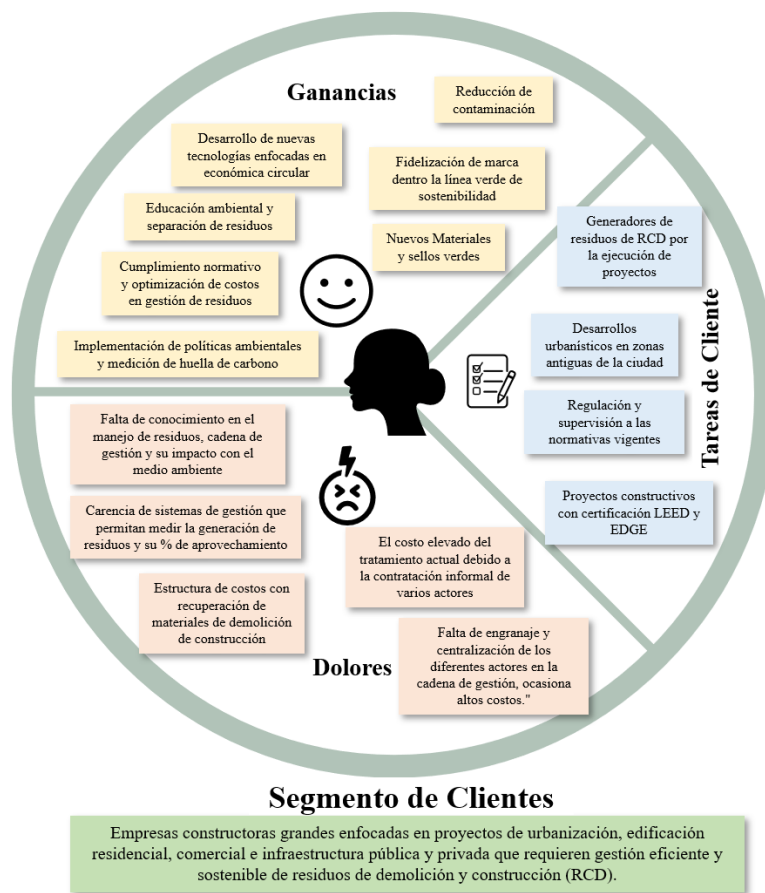 Ganancias
Reducción de
contaminación
Desarrollo de nuevas
tecnologías enfocadas en
económica circular
Fidelización de marca
dentro la línea verde de
sostenibilidad
Educación ambiental y
separación de residuos
Nuevos Materiales
y sellos verdes
Cumplimiento normativo
y optimización de costos
en gestión de residuos
Implementación de políticas ambientales
y medición de huella de carbono
Generadores de
residuos de RCD por
la ejecución de
proyectos
Desarrollos
urbanísticos en zonas
antiguas de la ciudad
Regulación y
supervisión a las
normativas vigentes
Proyectos constructivos
con certificación LEED y
EDGE
Tareas de Cliente
Falta de conocimiento en el
manejo de residuos, cadena de
gestión y su impacto con el
medio ambiente
Carencia de sistemas de gestión que
permitan medir la generación de
residuos y su % de aprovechamiento
El costo elevado del
tratamiento actual debido a
la contratación informal de
varios actores
Estructura de costos con
recuperación de
materiales de demolición
de construcción
Falta de engranaje y
centralización de los
diferentes actores en la
cadena de gestión, ocasiona
altos costos."
Dolores
Segmento de Clientes
Empresas constructoras grandes enfocadas en proyectos de urbanización, edificación
residencial, comercial e infraestructura pública y privada que requieren gestión eficiente y
sostenible de residuos de demolición y construcción (RCD).